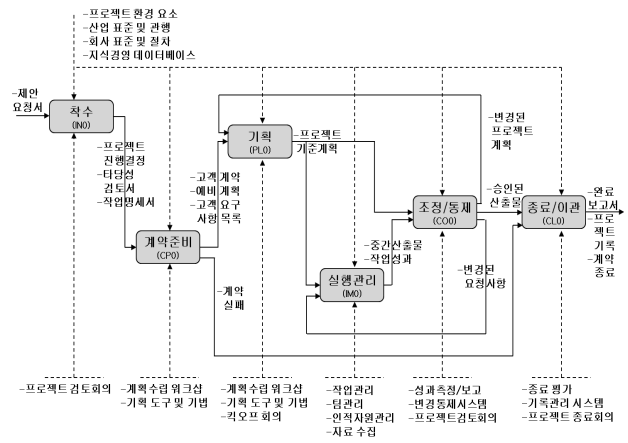 -프로젝트 환경 요소
-산업 표준 및 관행
-회사 표준 및 절차
-지식경영 데이터베이스
-제안
요청서
착수
(IN0)
-프로젝트
진행결정
-타당성
검토서
-작업명세서
계약준비
(CP0)
-고객 계약
-예비 계획
-고객 요구
사항 목록
-계약
실패
기획
(PL0)
-프로젝트
기준계획
-변경된
프로젝트
계획
-중간산출물
-작업성과
실행관리
(IM0)
조정/통제
(CO0)
-승인된
산출물
-변경된
요청사항
종료/이관
(CL0)
-완료
보고서
-프로
젝트
기록
-계약
종료
-프로젝트검토회의
-계획수립 워크샵
-기획 도구 및 기법
-계획수립 워크샵
-기획 도구 및 기법
-킥오프 회의
-작업관리
-팀관리
-인적자원관리
-자료 수집
-성과측정/보고
-변경통제시스템
-프로젝트검토회의
-종료 평가
-기록관리 시스템
-프로젝트 종료회의